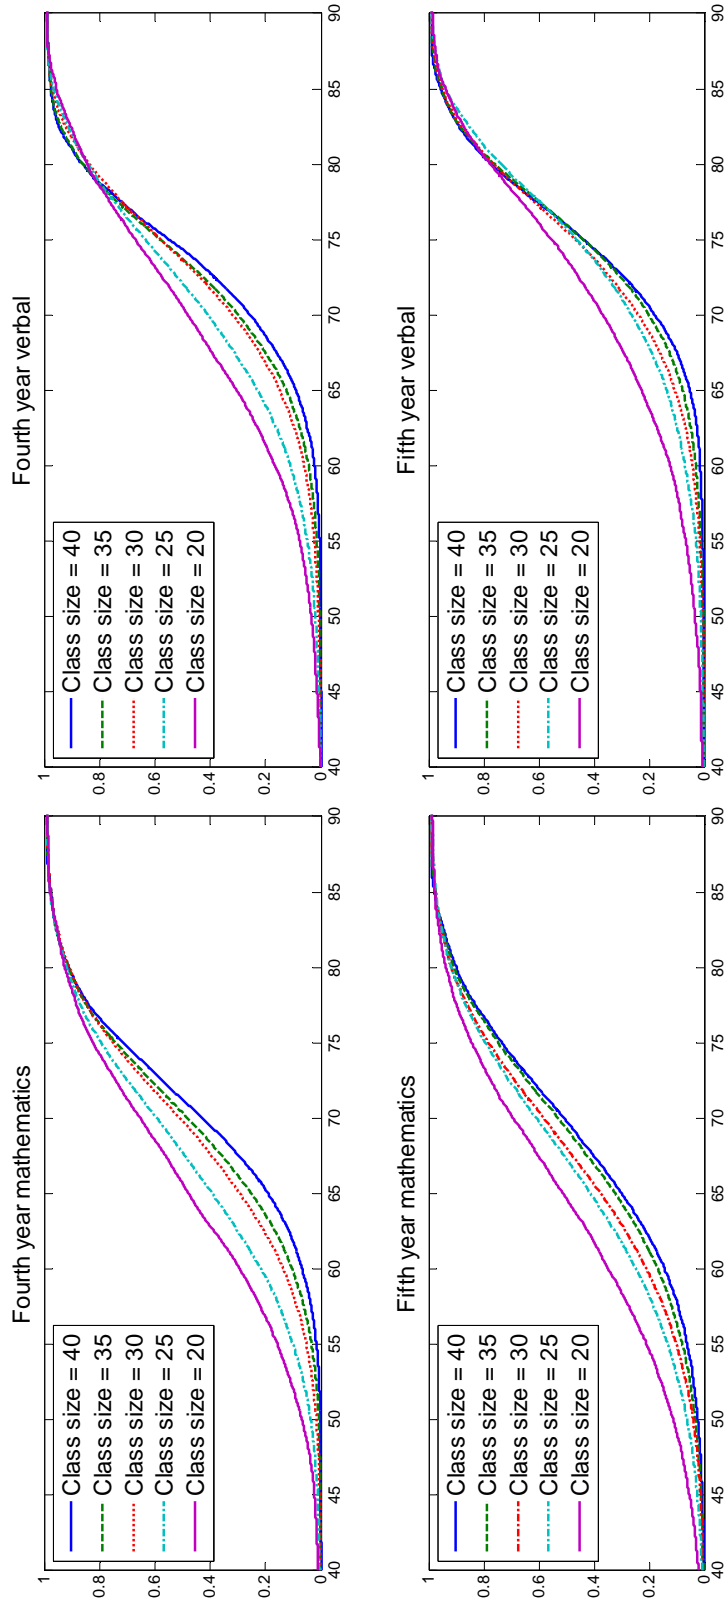 Fourth year mathematics
1
0.8
0.6
0.4
0.2
0
Class size = 40
Class size = 35
Class size = 30
Class size = 25
Class size = 20
40 45 50 55 60 65 70 75 80 85 90
Fourth year verbal
1
0.8
0.6
0.4
0.2
0
Class size = 40
Class size = 35
Class size = 30
Class size = 25
Class size = 20
40 45 50 55 60 65 70 75 80 85 90
Fifth year mathematics
1
0.8
0.6
0.4
0.2
0
Class size = 40
Class size = 35
Class size = 30
Class size = 25
Class size = 20
40 45 50 55 60 65 70 75 80 85 90
Fifth year verbal
1
0.8
0.6
0.4
0.2
0
Class size = 40
Class size = 35
Class size = 30
Class size = 25
Class size = 20
40 45 50 55 60 65 70 75 80 85 90